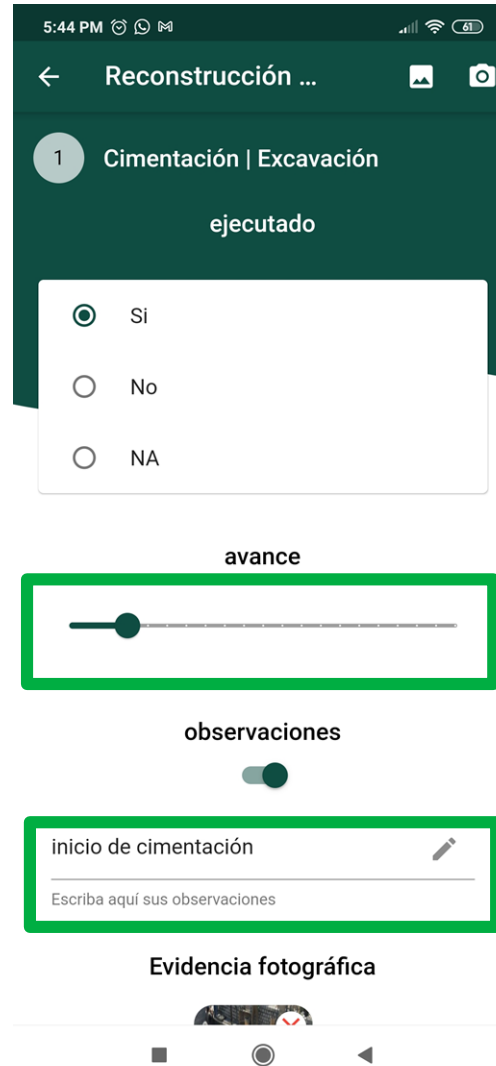 5:44 PM 61
Reconstrucción ...
1 Cimentación | Excavación
ejecutado
Si
No
NA
avance
observaciones
inicio de cimentación
Escriba aquí sus observaciones
Evidencia fotográfica